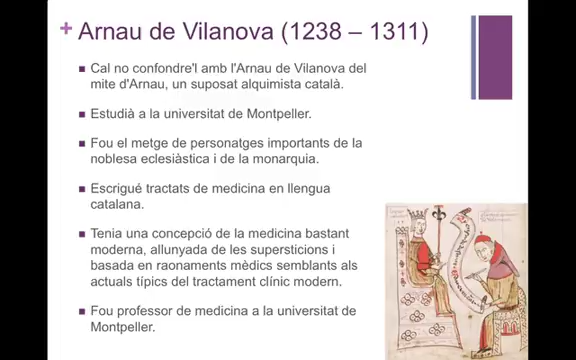 + Arnau de Vilanova (1238 – 1311)
■ Cal no confondre'l amb l'Arnau de Vilanova del
mite d'Arnau, un suposat alquimista català.
■ Estudià a la universitat de Montpeller.
■ Fou el metge de personatges importants de la
noblesa eclesiàstica i de la monarquia.
■ Escrigué tractats de medicina en llengua
catalana.
■ Tenia una concepció de la medicina bastant
moderna, allunyada de les supersticions i
basada en raonaments mèdics semblants als
actuals típics del tractament clínic modern.
■ Fou professor de medicina a la universitat de
Montpeller.